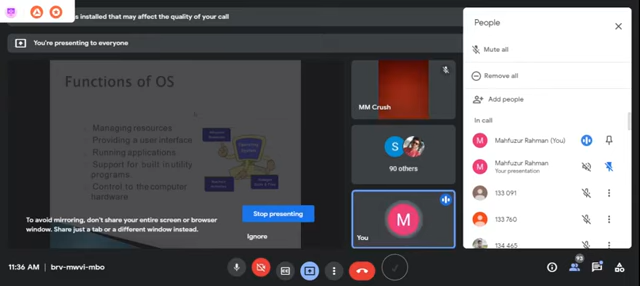 s installed that may affect the quality of your call
You're presenting to everyone
Functions of OS
Managing resources
Providing a user interface
Running applications
Support for built in utility
programs
Control to the computer
hardware
To avoid mirroring, don't share your entire screen or browser
window. Share just a tab or a different window instead.
Stop presenting
Ignore
MM Crush
S
90 others
M
You
People
Mute all
Remove all
Add people
In call
M
Mahfuzur Rahman (You)
M
Mahfuzur Rahman
Your presentation
133 091
133 760
134 465
11:36 AM | brv-mwvi-mbo
93